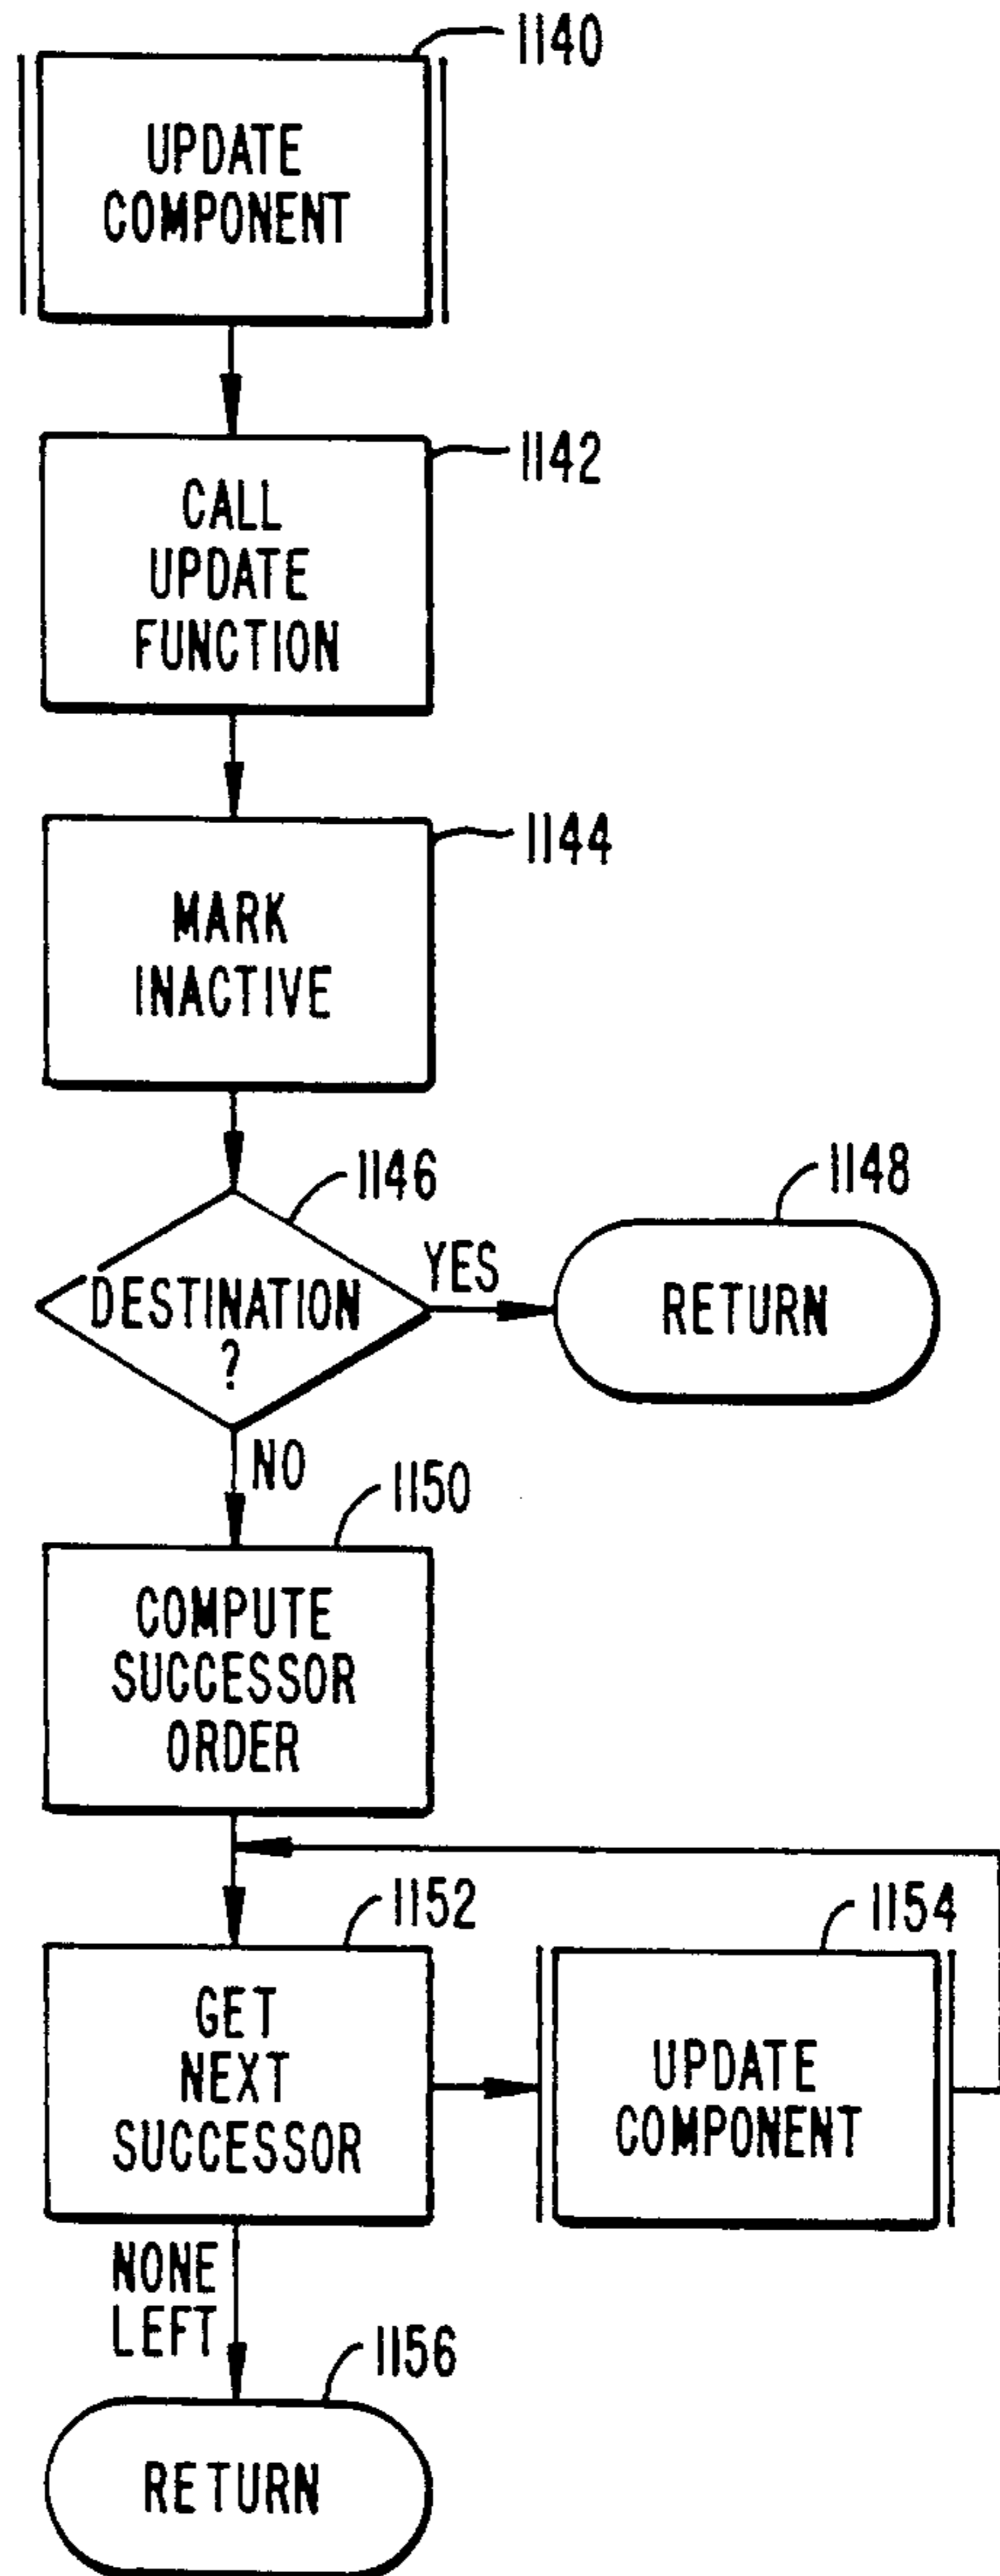 1140
UPDATE
COMPONENT
1142
CALL
UPDATE
FUNCTION
1144
MARK
INACTIVE
1146
DESTINATION
?
YES
1148
RETURN
NO
1150
COMPUTE
SUCCESSOR
ORDER
1152
GET
NEXT
SUCCESSOR
1154
UPDATE
COMPONENT
NONE
LEFT
1156
RETURN